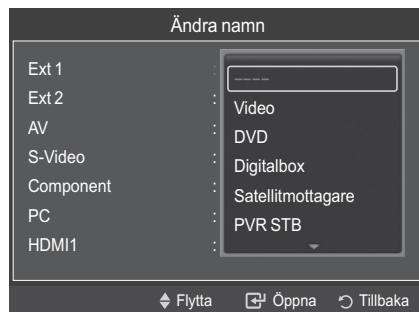 Ändra namn
Ext 1 : ----
Ext 2 : Video
AV : DVD
S-Video : Digitalbox
Component : Satellitmottagare
PC : PVR STB
HDMI1 :
Flytta Öppna Tillbaka